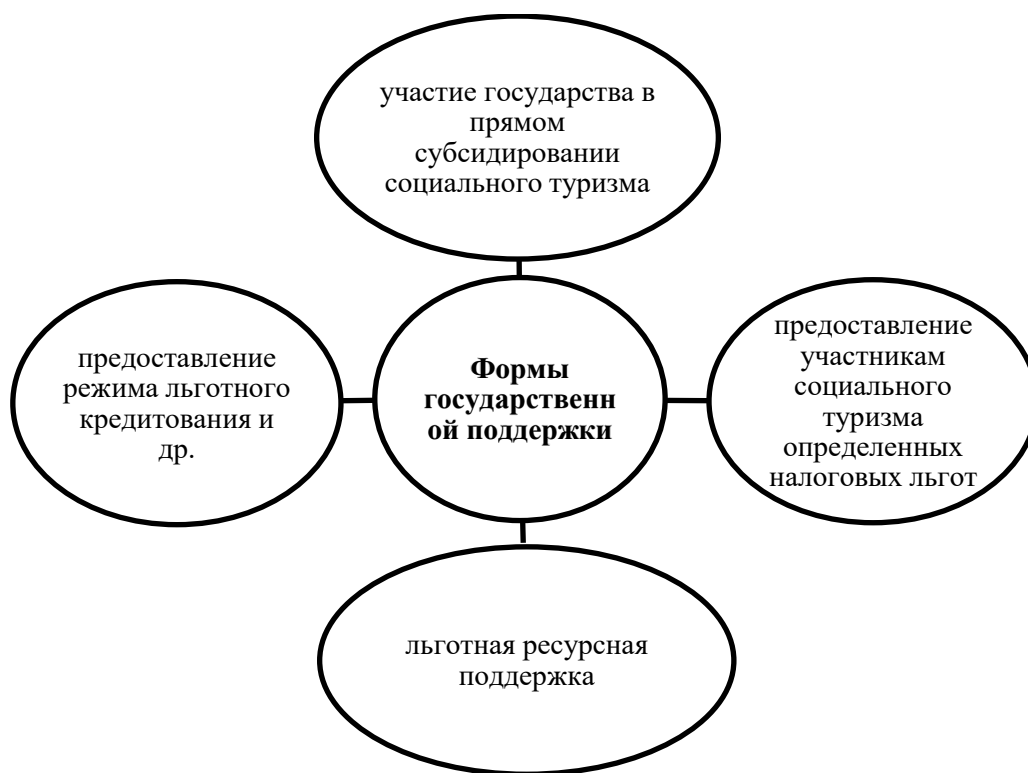 участие государства в
прямом
субсидировании
социального туризма
предоставление
режима льготного
кредитования и
др.
Формы
государственн
ой поддержки
предоставление
участникам
социального
туризма
определенных
налоговых льгот
льготная ресурсная
поддержка